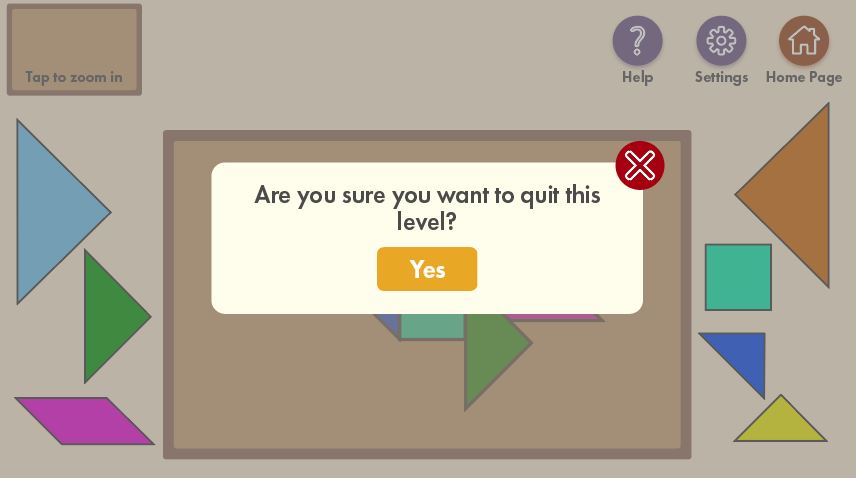 Tap to zoom in
Help
Settings
Home Page
Are you sure you want to quit this
level?
Yes